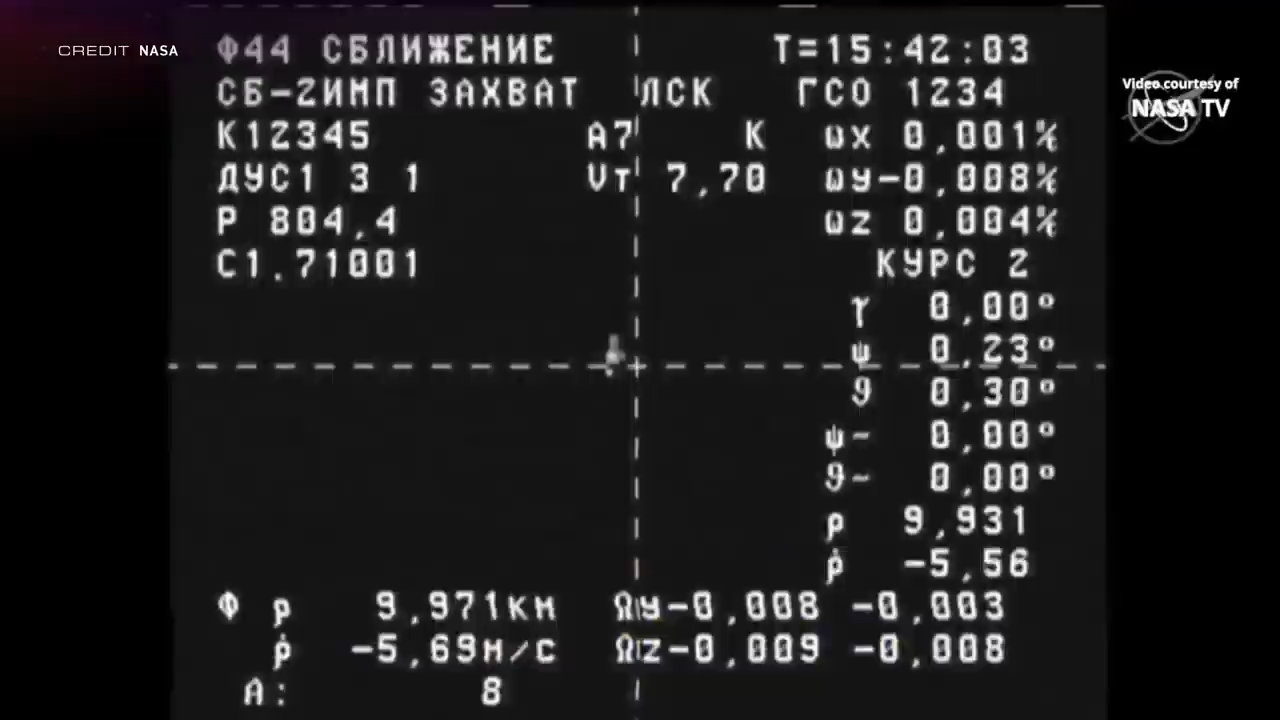 CREDIT NASA
Ф44 СБЛИЖЕНИЕ T=15:42:03
СБ-2ИМП ЗАХВАТ ЛСК ГСО 1234
К12345 А7 К ωX 0,001%
ДУС1 3 1 Vт 7,70 ωУ-0,008%
Р 804,4 ωZ 0,004%
С1.71001 КУРС 2
γ 0,00°
ψ 0,23°
ϑ 0,30°
ψ~ 0,00°
ϑ~ 0,00°
ρ 9,931
ρ̇ -5,56
Ф ρ 9,971км ΩУ-0,008 -0,003
ρ̇ -5,69м/с ΩZ-0,009 -0,008
А: 8
Video courtesy of
NASA TV